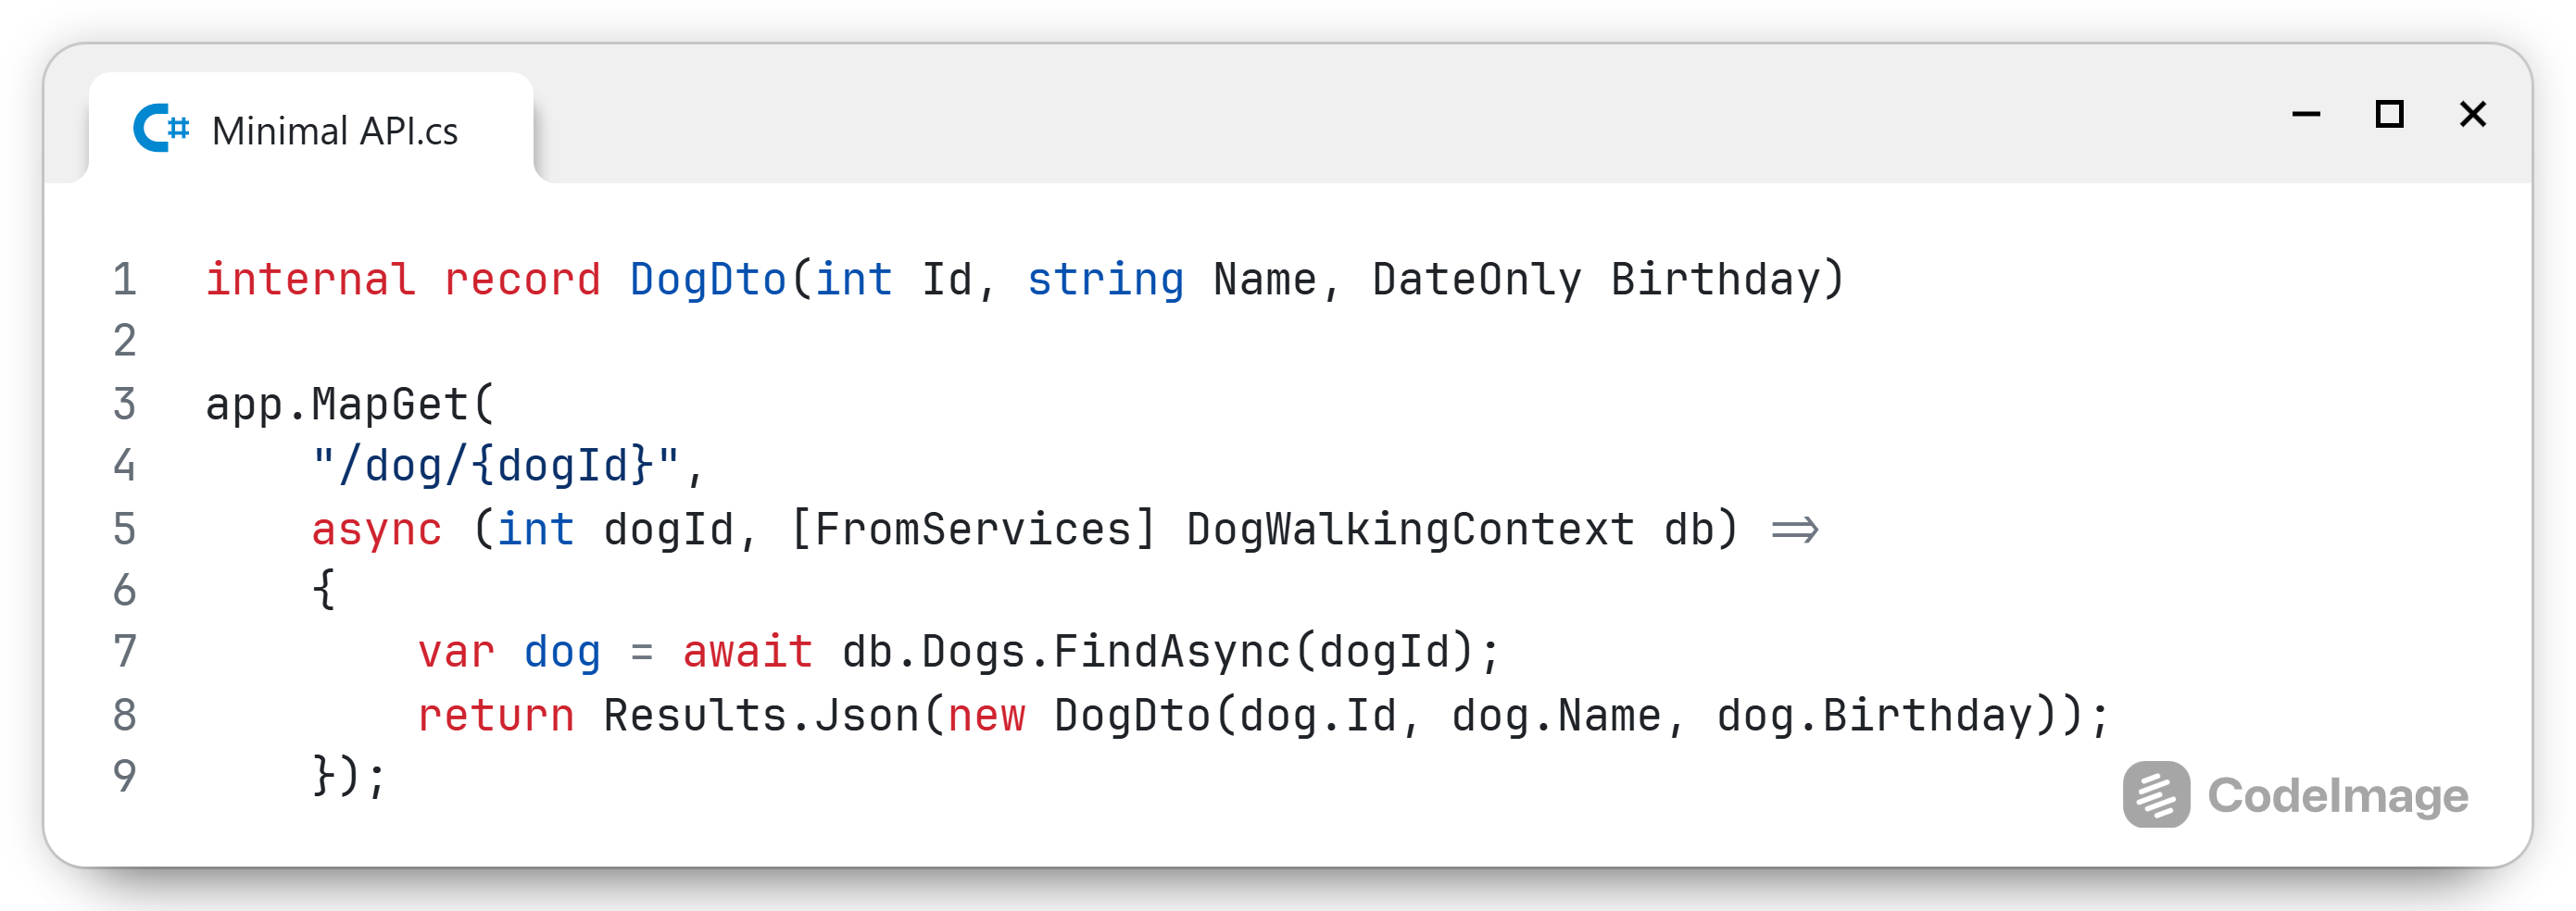 Minimal API.cs
1 internal record DogDto(int Id, string Name, DateOnly Birthday)
2
3 app.MapGet(
4     "/dog/{dogId}",
5     async (int dogId, [FromServices] DogWalkingContext db) =>
6     {
7         var dog = await db.Dogs.FindAsync(dogId);
8         return Results.Json(new DogDto(dog.Id, dog.Name, dog.Birthday));
9     });
CodeImage